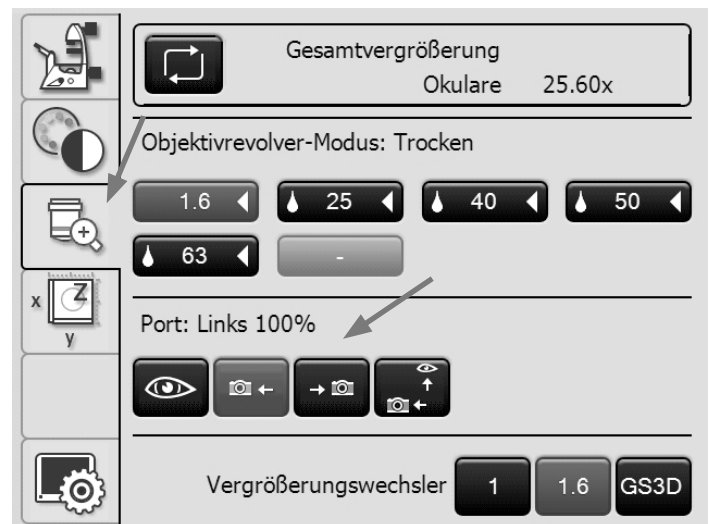 Gesamtvergrößerung
Okulare 25.60x
Objektivrevolver-Modus: Trocken
1.6 25 40 50
63 -
x Z
y
Port: Links 100%
Vergrößerungswechsler 1 1.6 GS3D